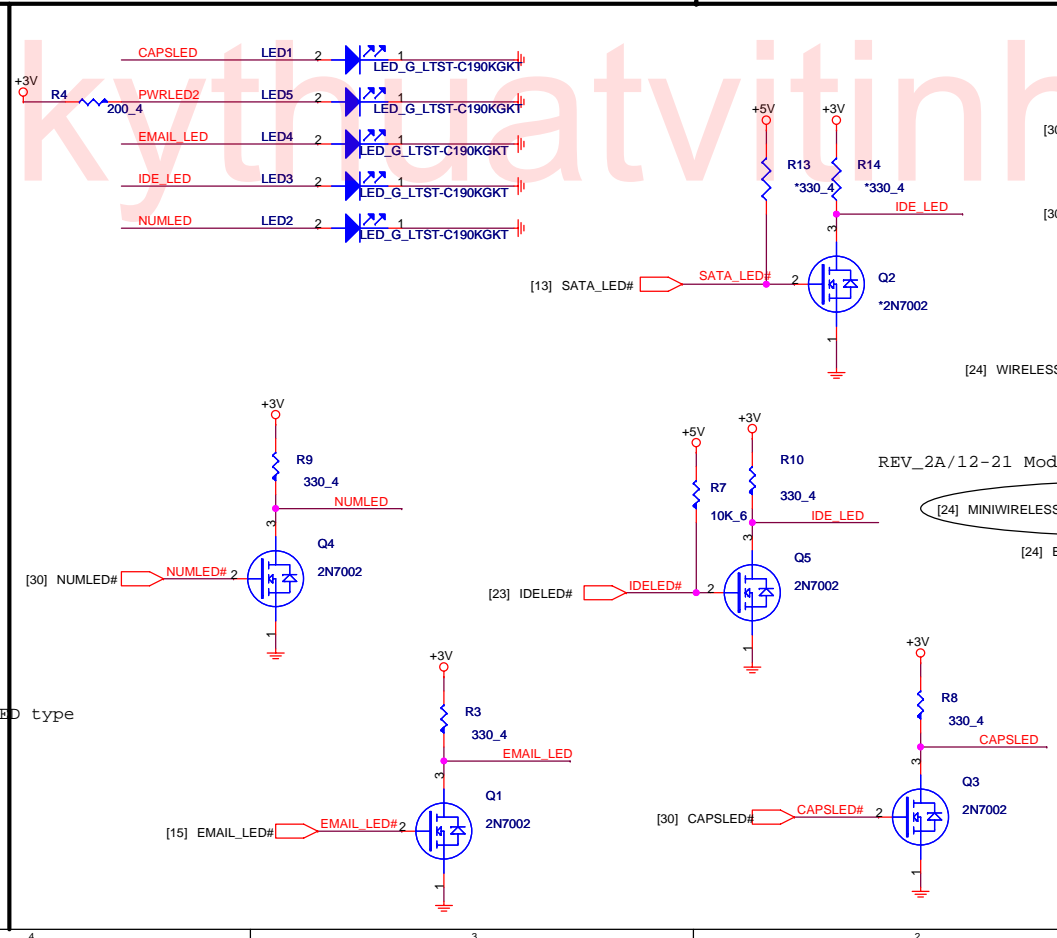 kythuatvitinh
+3V
R4
200_4
CAPSLED
LED1
2
1
LED_G_LTST-C190KGKT
PWRLED2
LED5
2
1
LED_G_LTST-C190KGKT
EMAIL_LED
LED4
2
1
LED_G_LTST-C190KGKT
IDE_LED
LED3
2
1
LED_G_LTST-C190KGKT
NUMLED
LED2
2
1
LED_G_LTST-C190KGKT
+5V
+3V
R13
*330_4
R14
*330_4
IDE_LED
3
[13] SATA_LED#
SATA_LED#
2
Q2
*2N7002
1
[30
[30
[24] WIRELESS
+3V
R9
330_4
NUMLED
3
Q4
2N7002
[30] NUMLED#
NUMLED#
2
1
+5V
+3V
R7
10K_6
R10
330_4
IDE_LED
3
Q5
2N7002
[23] IDELED#
IDELED#
2
1
REV_2A/12-21 Mod
[24] MINIWIRELESS
[24] E
ED type
+3V
R3
330_4
EMAIL_LED
3
Q1
2N7002
[15] EMAIL_LED#
EMAIL_LED#
2
1
+3V
R8
330_4
CAPSLED
3
Q3
2N7002
[30] CAPSLED#
CAPSLED#
2
1
4
3
2